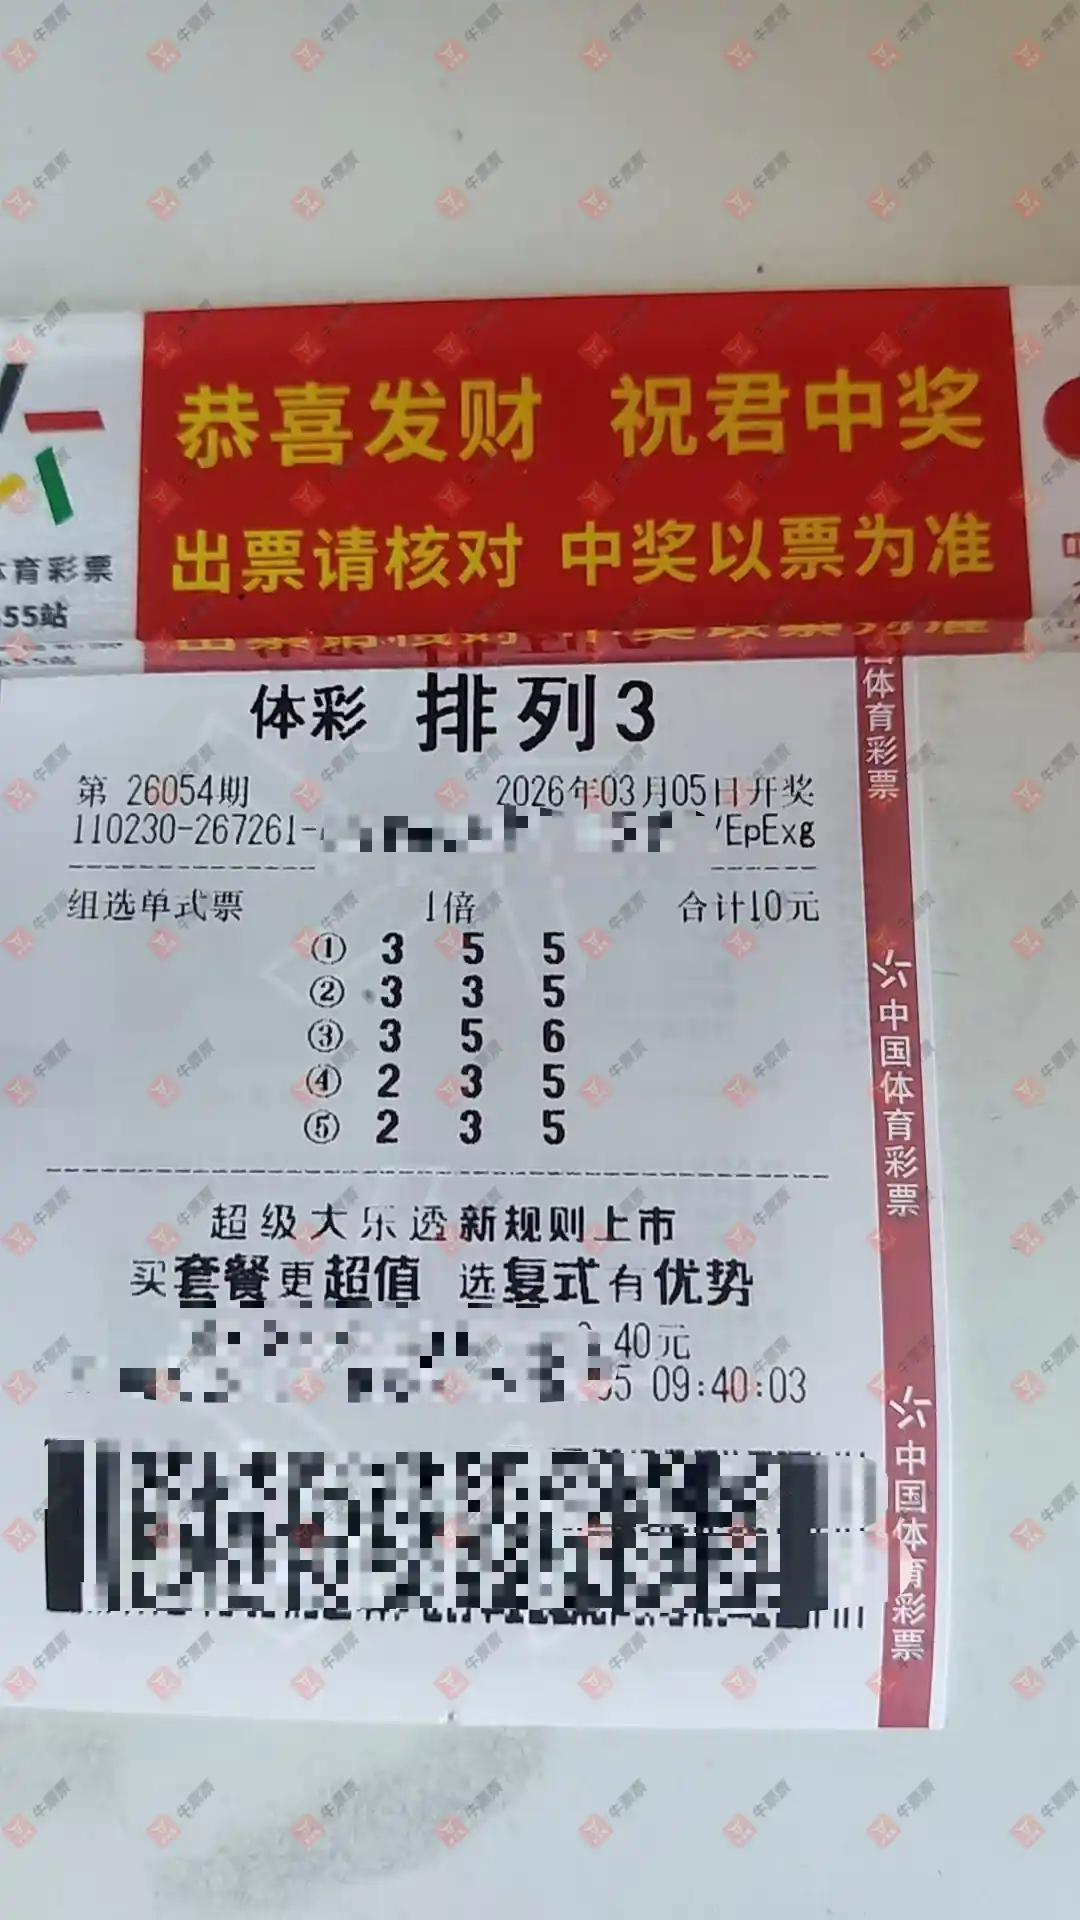 恭喜发财 祝君中奖
出票请核对 中奖以票为准
体育彩票
55站
体彩 排列3
第 26054期 2026年03月05日开奖
110230-267261- EpExg
组选单式票 1倍 合计10元
① 3 5 5
② 3 3 5
③ 3 5 6
④ 2 3 5
⑤ 2 3 5
超级大乐透新规则上市
买套餐更超值 选复式有优势
40元
05 09:40:03
体育彩票
中国体育彩票
中国体育彩票
牛票票